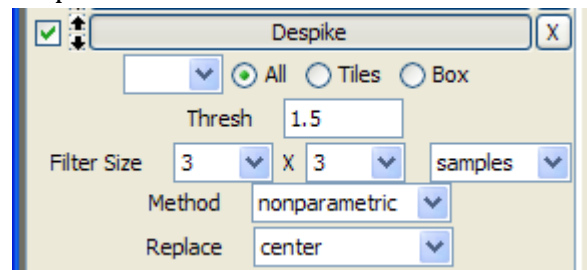 Despike X
All Tiles Box
Thresh 1.5
Filter Size 3 X 3 samples
Method nonparametric
Replace center